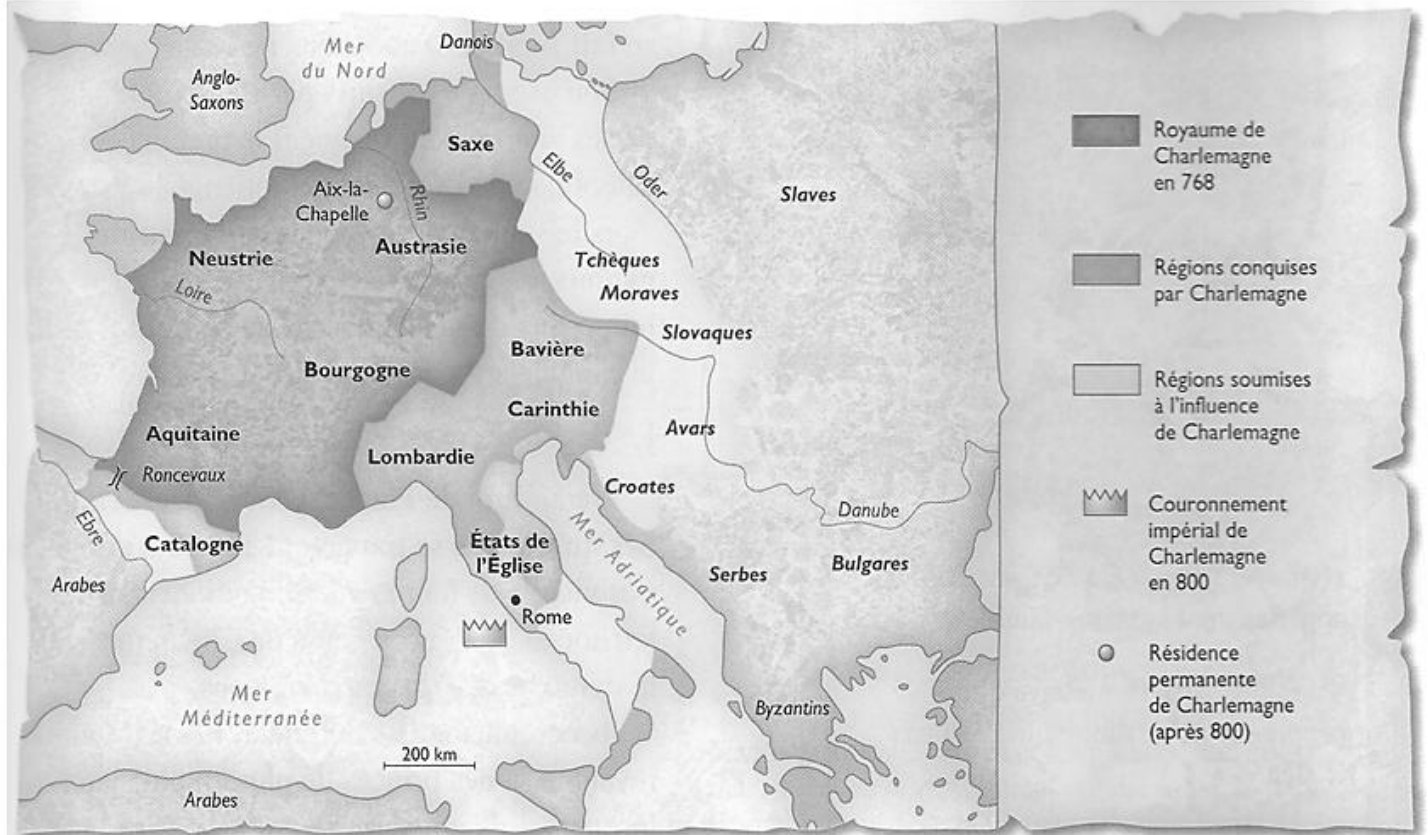 Mer
du Nord
Danois
Anglo-
Saxons
Saxe
Elbe
Oder
Slaves
Aix-la-
Chapelle
Rhin
Neustrie
Austrasie
Tchèques
Moraves
Loire
Slovaques
Bavière
Bourgogne
Carinthie
Avars
Aquitaine
Lombardie
Roncevaux
Croates
Danube
Ebre
Catalogne
États de
l'Église
Mer Adriatique
Serbes
Bulgares
Arabes
Rome
Mer
Méditerranée
Byzantins
200 km
Arabes
Royaume de
Charlemagne
en 768
Régions conquises
par Charlemagne
Régions soumises
à l'influence
de Charlemagne
Couronnement
impérial de
Charlemagne
en 800
Résidence
permanente
de Charlemagne
(après 800)